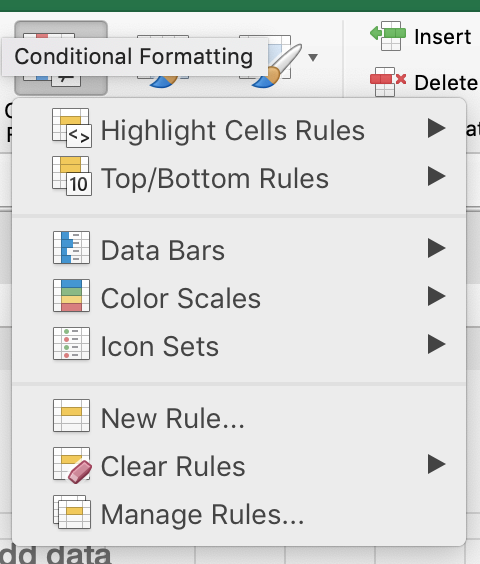 Conditional Formatting
Insert
Delete
Highlight Cells Rules
10
Top/Bottom Rules
Data Bars
Color Scales
Icon Sets
New Rule...
Clear Rules
Manage Rules...
dd data